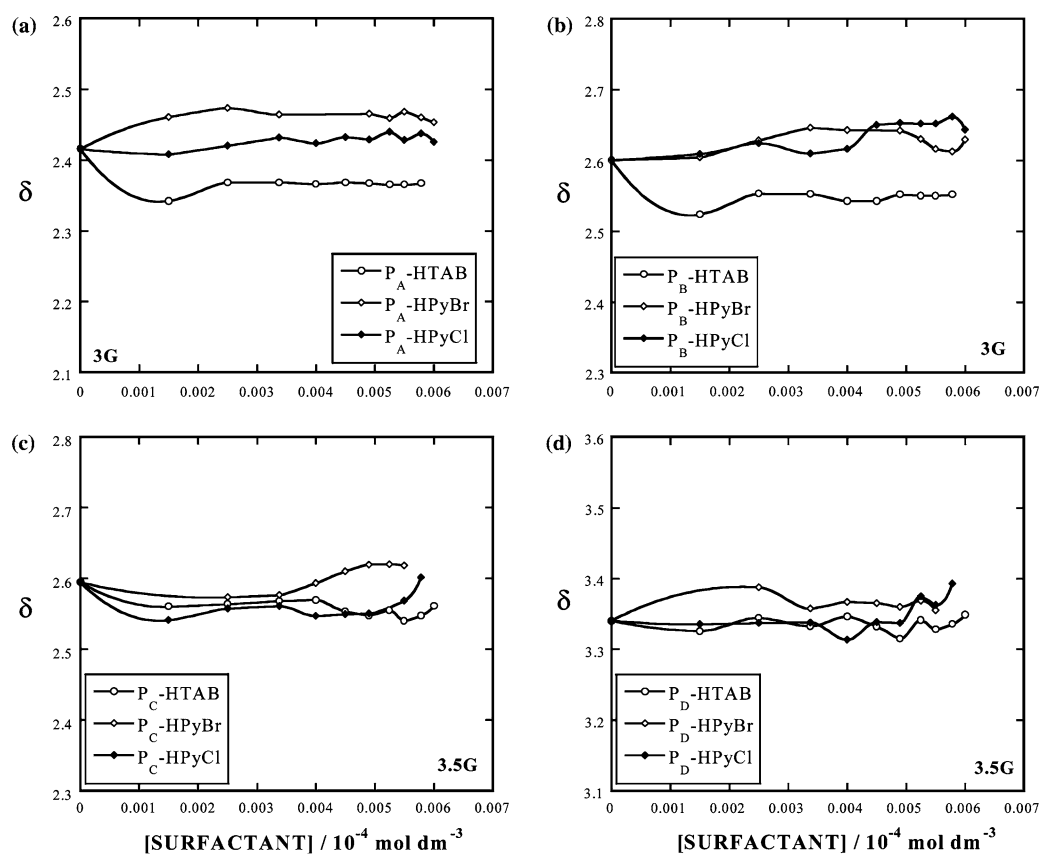 (a)
2.6
2.5
2.4
2.3
2.2
2.1
δ
P_A-HTAB
P_A-HPyBr
P_A-HPyCl
3G
0 0.001 0.002 0.003 0.004 0.005 0.006 0.007
(b)
2.8
2.7
2.6
2.5
2.4
2.3
δ
P_B-HTAB
P_B-HPyBr
P_B-HPyCl
3G
0 0.001 0.002 0.003 0.004 0.005 0.006 0.007
(c)
2.8
2.7
2.6
2.5
2.4
2.3
δ
P_C-HTAB
P_C-HPyBr
P_C-HPyCl
3.5G
0 0.001 0.002 0.003 0.004 0.005 0.006 0.007
[SURFACTANT] / 10^-4 mol dm^-3
(d)
3.6
3.5
3.4
3.3
3.2
3.1
δ
P_D-HTAB
P_D-HPyBr
P_D-HPyCl
3.5G
0 0.001 0.002 0.003 0.004 0.005 0.006 0.007
[SURFACTANT] / 10^-4 mol dm^-3